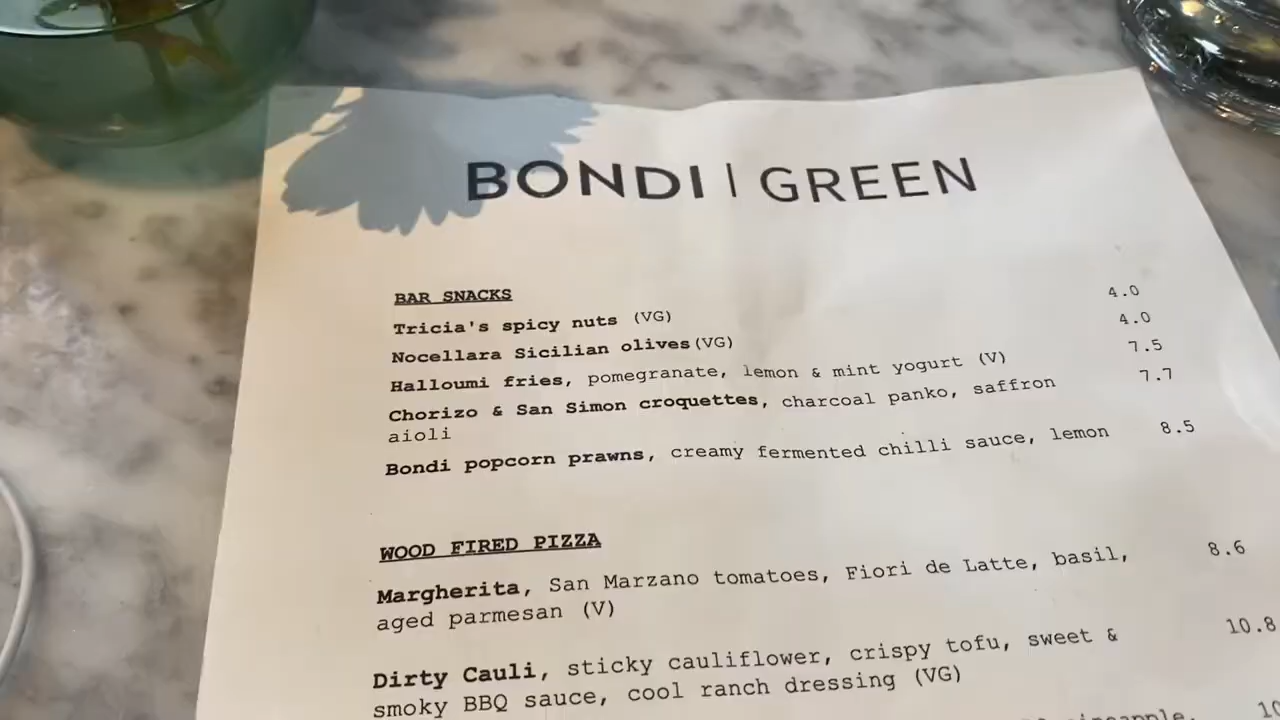 BONDI | GREEN
BAR SNACKS
Tricia's spicy nuts (VG) 4.0
Nocellara Sicilian olives(VG) 4.0
Halloumi fries, pomegranate, lemon & mint yogurt (V) 7.5
Chorizo & San Simon croquettes, charcoal panko, saffron 7.7
aioli
Bondi popcorn prawns, creamy fermented chilli sauce, lemon 8.5
WOOD FIRED PIZZA
Margherita, San Marzano tomatoes, Fiori de Latte, basil, 8.6
aged parmesan (V)
Dirty Cauli, sticky cauliflower, crispy tofu, sweet & 10.8
smoky BBQ sauce, cool ranch dressing (VG)
pineapple,